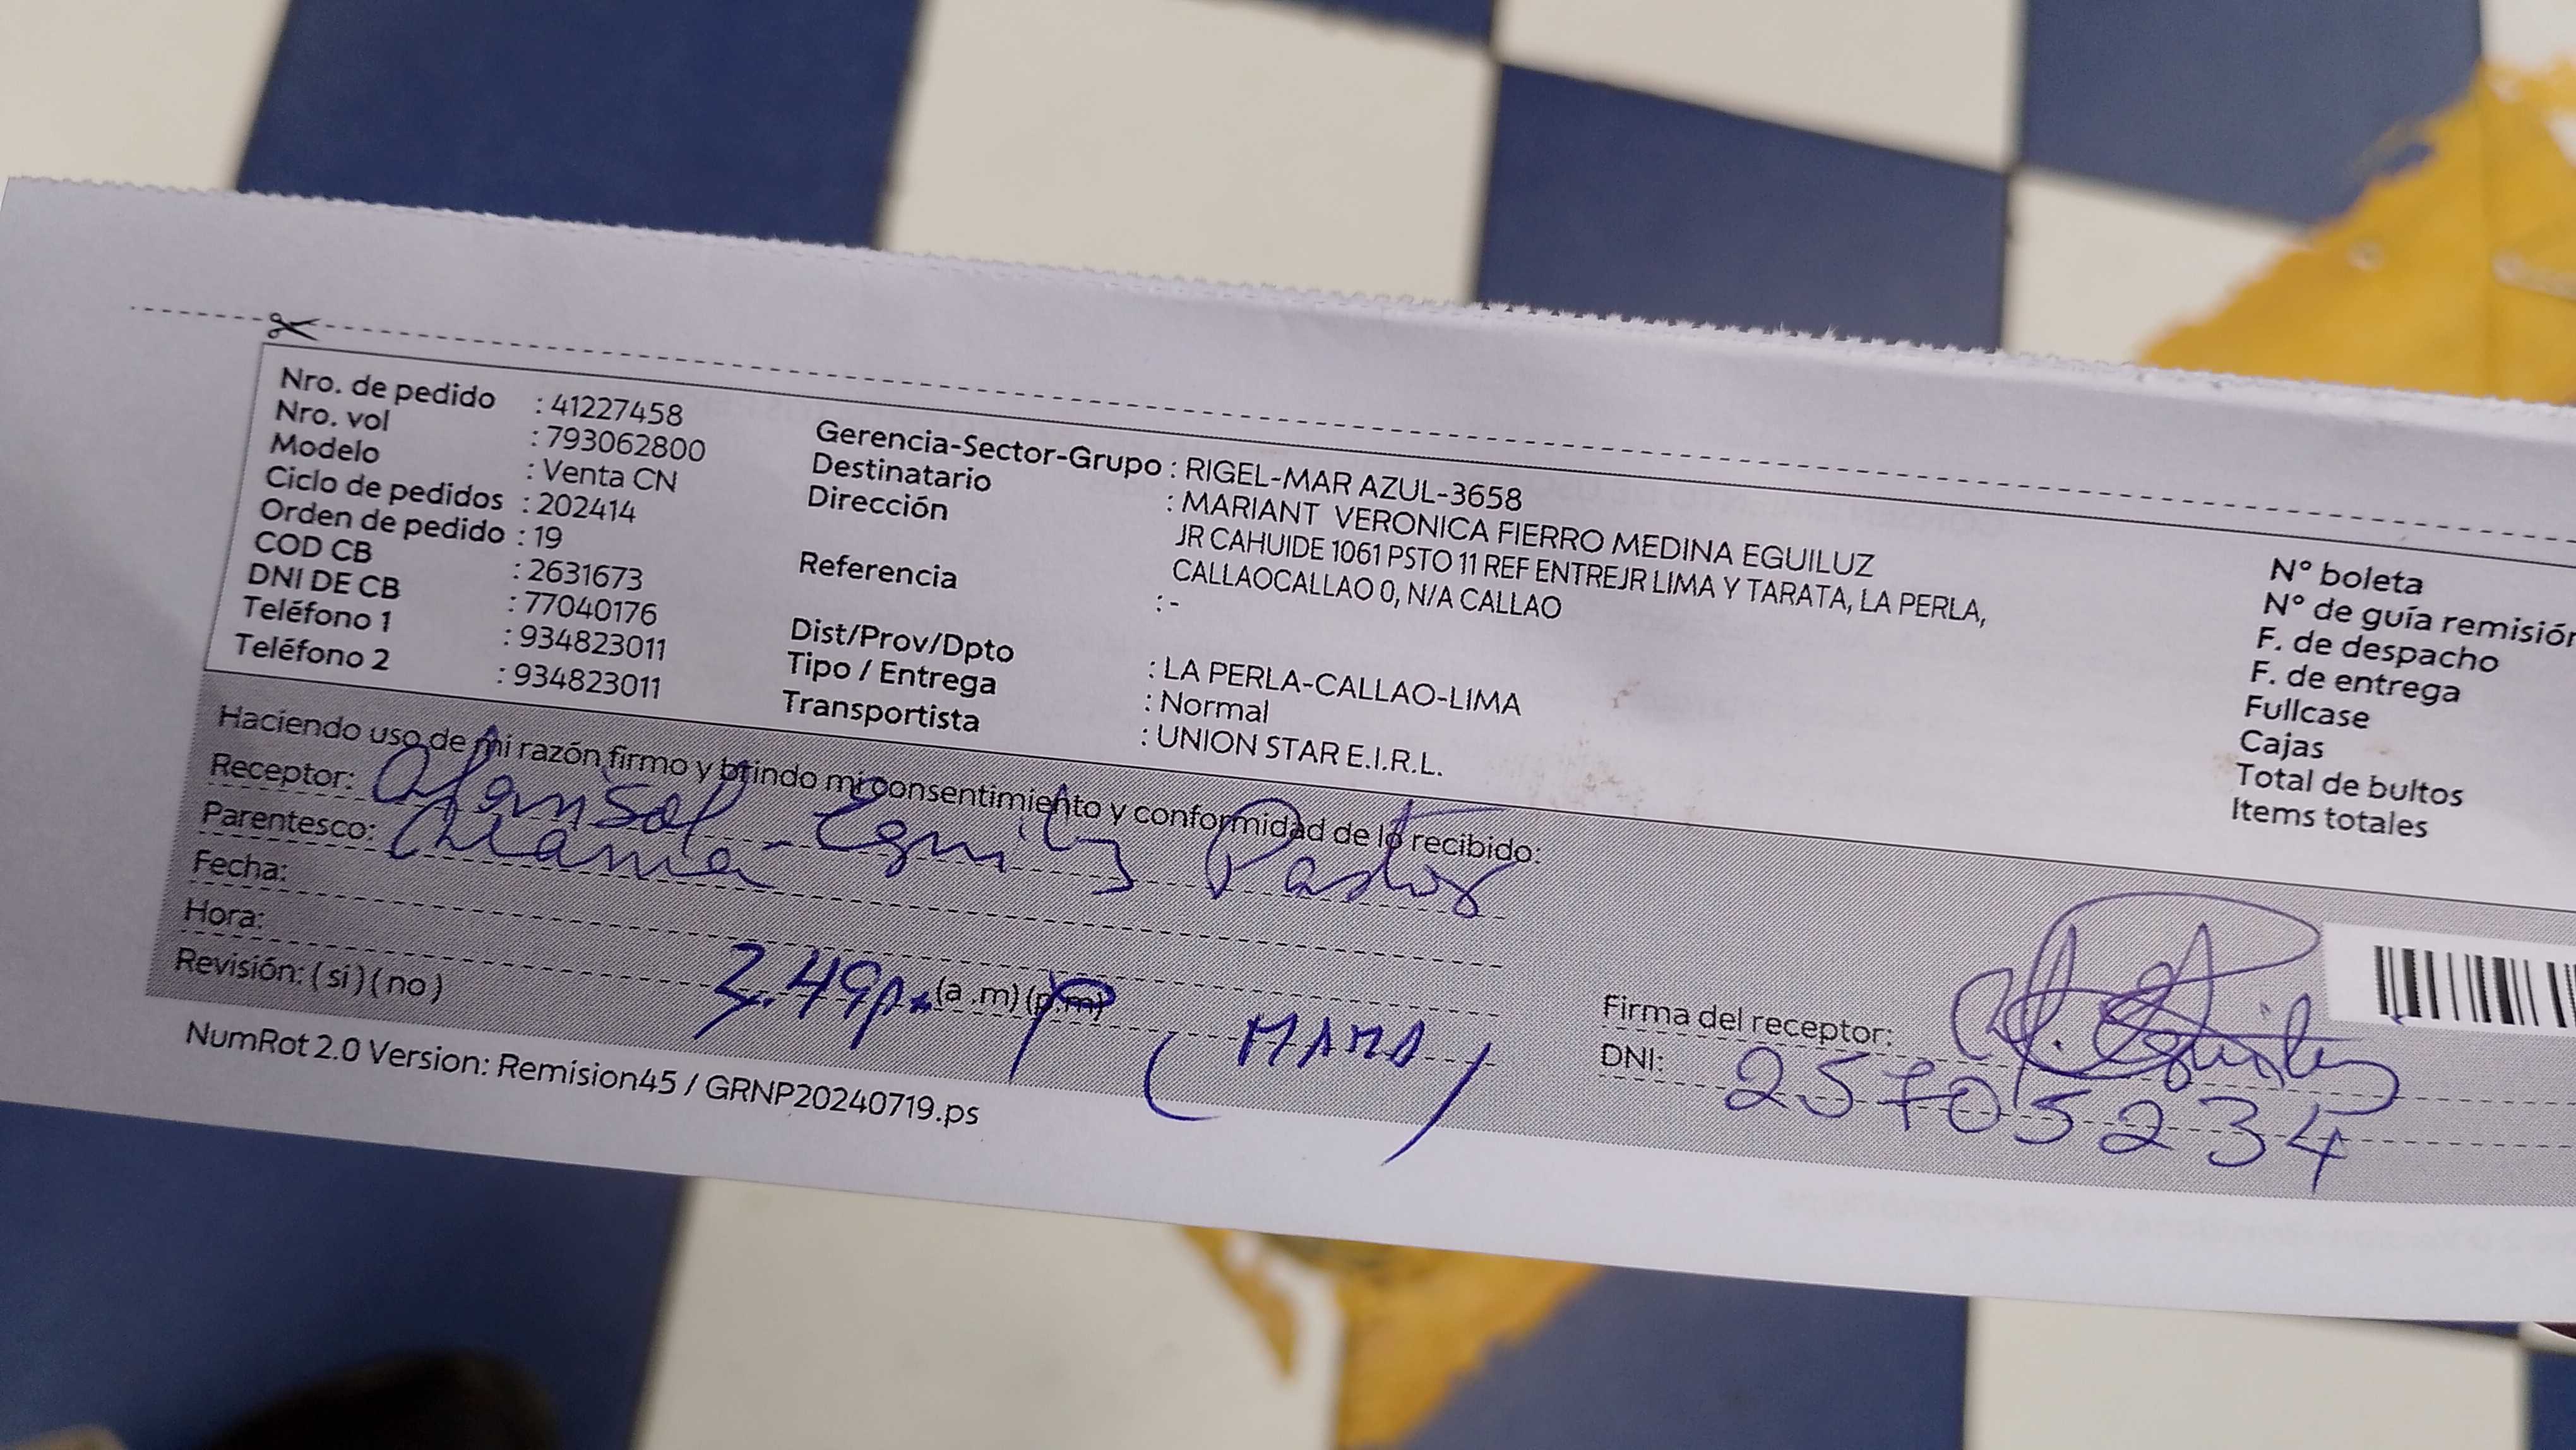 Nro. de pedido : 41227458
Nro. vol : 793062800
Modelo : Venta CN
Ciclo de pedidos : 202414
Orden de pedido : 19
COD CB : 2631673
DNI DE CB : 77040176
Teléfono 1 : 934823011
Teléfono 2 : 934823011
Gerencia-Sector-Grupo : RIGEL-MAR AZUL-3658
Destinatario : MARIANT VERONICA FIERRO MEDINA EGUILUZ
Dirección JR CAHUIDE 1061 PSTO 11 REF ENTREJR LIMA Y TARATA, LA PERLA,
CALLAOCALLAO 0, N/A CALLAO
Referencia : -
Dist/Prov/Dpto : LA PERLA-CALLAO-LIMA
Tipo / Entrega : Normal
Transportista : UNION STAR E.I.R.L.
N° boleta
N° de guía remisión
F. de despacho
F. de entrega
Fullcase
Cajas
Total de bultos
Items totales
Haciendo uso de mi razón firmo y brindo mi consentimiento y conformidad de lo recibido:
Receptor: Marisol Eguiluz Pastor
Parentesco: Mama
Fecha:
Hora: 3.49 (a .m) (p.m)
Revisión: (si) (no) (MAMA)
Firma del receptor:
DNI: 25705234
NumRot 2.0 Version: Remision45 / GRNP20240719.ps